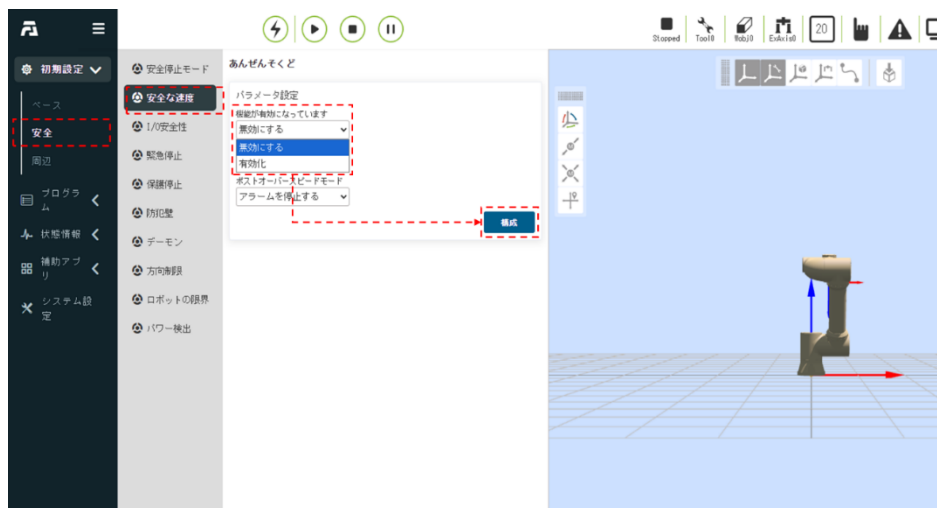 Stopped
Tool0
Wobj0
ExAxis0
20
初期設定
ベース
安全
周辺
プログラ
ム
状態情報
補助アプ
リ
システム設
定
安全停止モード
安全な速度
I/O安全性
緊急停止
保護停止
防犯壁
デーモン
方向制限
ロボットの限界
パワー検出
あんぜんそくど
パラメータ設定
機能が有効になっています
無効にする
無効にする
有効化
ポストオーバースピードモード
アラームを停止する
構成